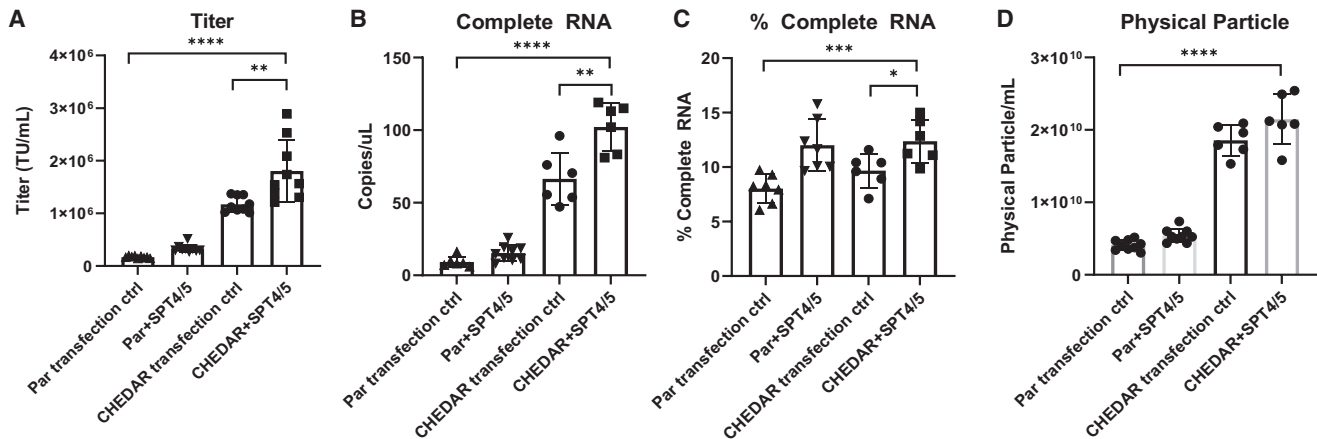 A
Titer
Titer (TU/mL)
4×10⁶
3×10⁶
2×10⁶
1×10⁶
0
****
**
Par transfection ctrl
Par+SPT4/5
CHEDAR transfection ctrl
CHEDAR+SPT4/5
B
Complete RNA
Copies/uL
150
100
50
0
****
**
Par transfection ctrl
Par+SPT4/5
CHEDAR transfection ctrl
CHEDAR+SPT4/5
C
% Complete RNA
% Complete RNA
20
15
10
5
0
***
*
Par transfection ctrl
Par+SPT4/5
CHEDAR transfection ctrl
CHEDAR+SPT4/5
D
Physical Particle
Physical Particle/mL
3×10¹⁰
2×10¹⁰
1×10¹⁰
0
****
Par transfection ctrl
Par+SPT4/5
CHEDAR transfection ctrl
CHEDAR+SPT4/5